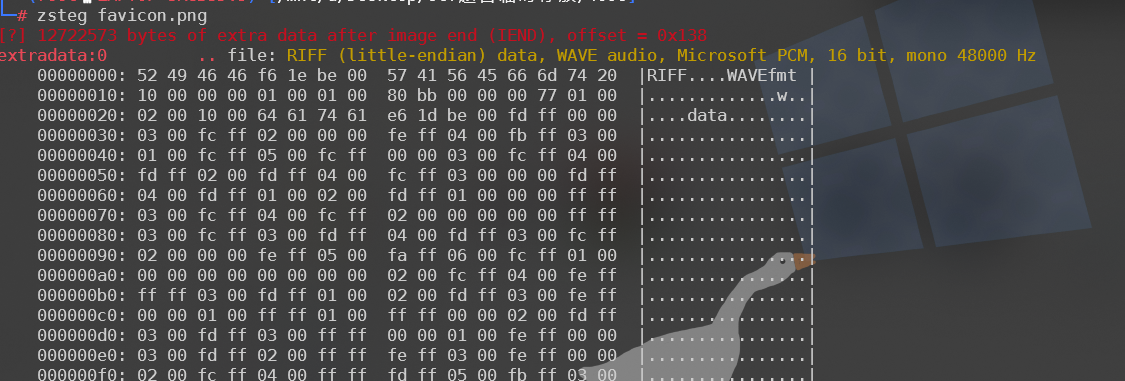 # zsteg favicon.png
[?] 12722573 bytes of extra data after image end (IEND), offset = 0x138
extradata:0 .. file: RIFF (little-endian) data, WAVE audio, Microsoft PCM, 16 bit, mono 48000 Hz
00000000: 52 49 46 46 f6 1e be 00 57 41 56 45 66 6d 74 20 |RIFF....WAVEfmt |
00000010: 10 00 00 00 01 00 01 00 80 bb 00 00 00 77 01 00 |.............w..|
00000020: 02 00 10 00 64 61 74 61 e6 1d be 00 fd ff 00 00 |....data........|
00000030: 03 00 fc ff 02 00 00 00 fe ff 04 00 fb ff 03 00 |................|
00000040: 01 00 fc ff 05 00 fc ff 00 00 03 00 fc ff 04 00 |................|
00000050: fd ff 02 00 fd ff 04 00 fc ff 03 00 00 00 fd ff |................|
00000060: 04 00 fd ff 01 00 02 00 fd ff 01 00 00 00 ff ff |................|
00000070: 03 00 fc ff 04 00 fc ff 02 00 00 00 00 00 ff ff |................|
00000080: 03 00 fc ff 03 00 fd ff 04 00 fd ff 03 00 fc ff |................|
00000090: 02 00 00 00 fe ff 05 00 fa ff 06 00 fc ff 01 00 |................|
000000a0: 00 00 00 00 00 00 00 00 02 00 fc ff 04 00 fe ff |................|
000000b0: ff ff 03 00 fd ff 01 00 02 00 fd ff 03 00 fe ff |................|
000000c0: 00 00 01 00 ff ff 01 00 ff ff 00 00 02 00 fd ff |................|
000000d0: 03 00 fd ff 03 00 ff ff 00 00 01 00 fe ff 00 00 |................|
000000e0: 03 00 fd ff 02 00 ff ff fe ff 03 00 fe ff 00 00 |................|
000000f0: 02 00 fc ff 04 00 ff ff fd ff 05 00 fb ff 03 00 |................|